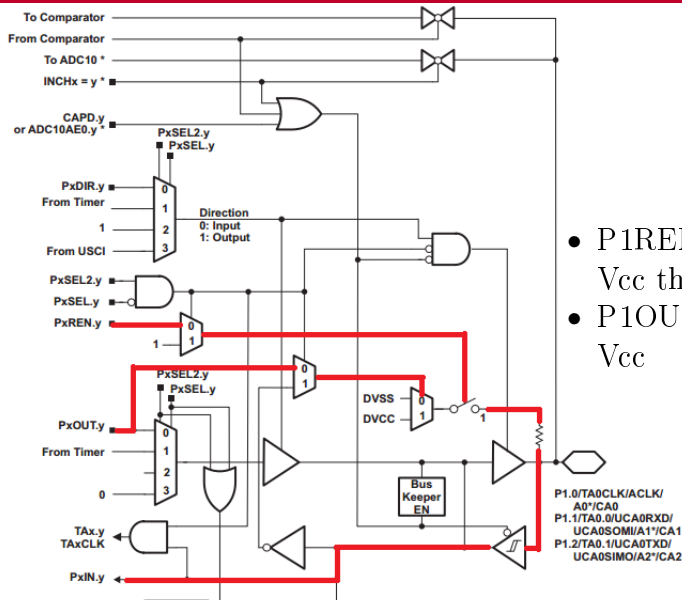 To Comparator
From Comparator
To ADC10 *
INCHx = y *
CAPD.y
or ADC10AE0.y *
PxSEL2.y
PxSEL.y
PxDIR.y
0
From Timer
1
Direction
0: Input
1: Output
1
2
From USCI
3
PxSEL2.y
PxSEL.y
PxREN.y
0
1
1
PxSEL2.y
PxSEL.y
0
1
DVSS
0
DVCC
1
1
PxOUT.y
0
From Timer
1
2
0
3
Bus
Keeper
EN
TAx.y
TAxCLK
PxIN.y
P1.0/TA0CLK/ACLK/
A0*/CA0
P1.1/TA0.0/UCA0RXD/
UCA0SOMI/A1*/CA1
P1.2/TA0.1/UCA0TXD/
UCA0SIMO/A2*/CA2
• P1RE
Vcc th
• P1OU
Vcc